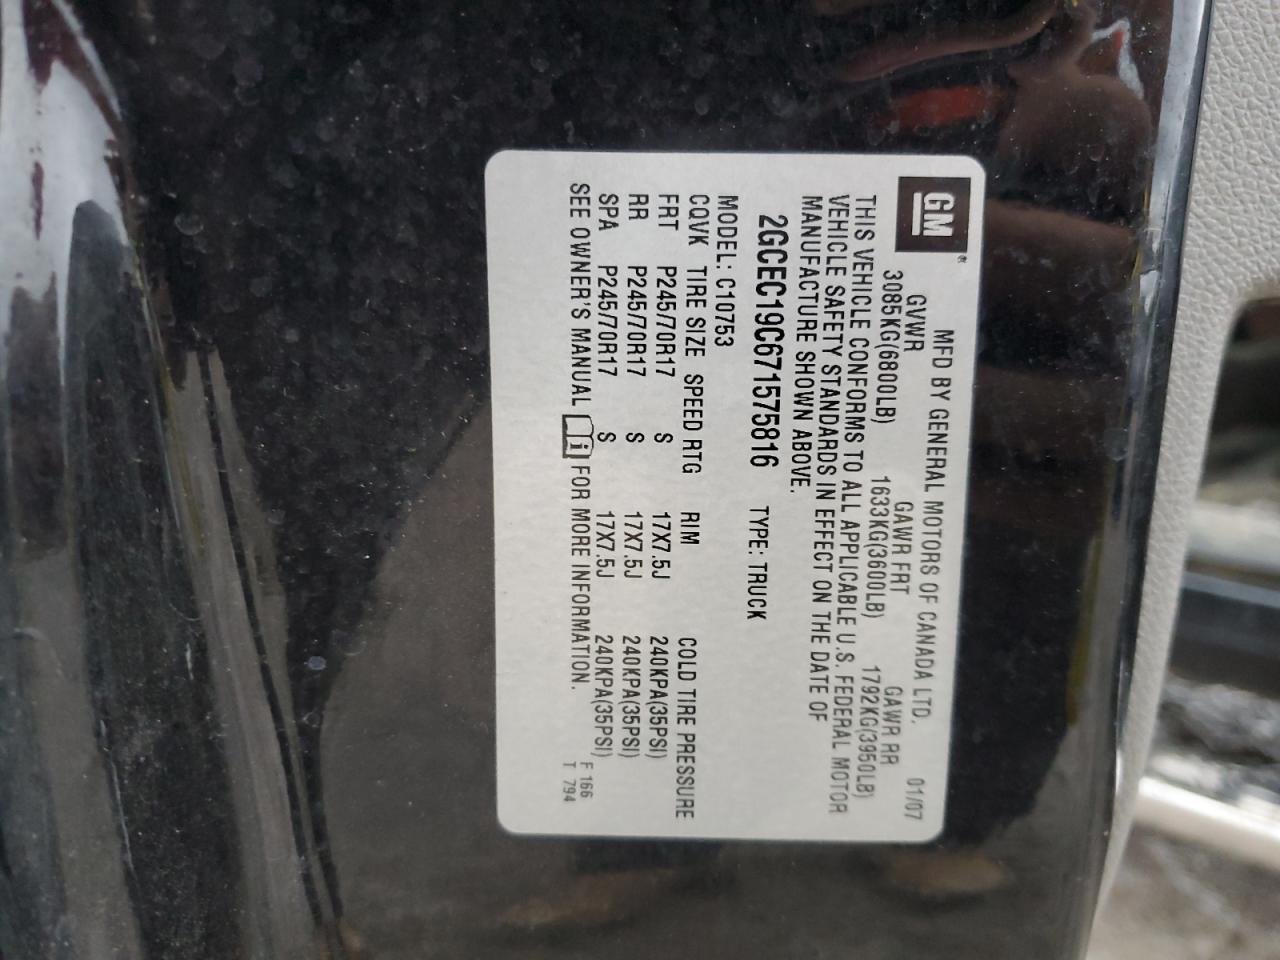 GM®
MFD BY GENERAL MOTORS OF CANADA LTD. 01/07
GVWR GAWR FRT GAWR RR
3085KG(6800LB) 1633KG(3600LB) 1792KG(3950LB)
THIS VEHICLE CONFORMS TO ALL APPLICABLE U.S. FEDERAL MOTOR
VEHICLE SAFETY STANDARDS IN EFFECT ON THE DATE OF
MANUFACTURE SHOWN ABOVE.
2GCEC19C671575816 TYPE: TRUCK
MODEL: C10753
CQVK TIRE SIZE SPEED RTG RIM COLD TIRE PRESSURE
FRT P245/70R17 S 17X7.5J 240KPA(35PSI)
RR P245/70R17 S 17X7.5J 240KPA(35PSI)
SPA P245/70R17 S 17X7.5J 240KPA(35PSI)
SEE OWNER'S MANUAL i FOR MORE INFORMATION.
F 166
T 794